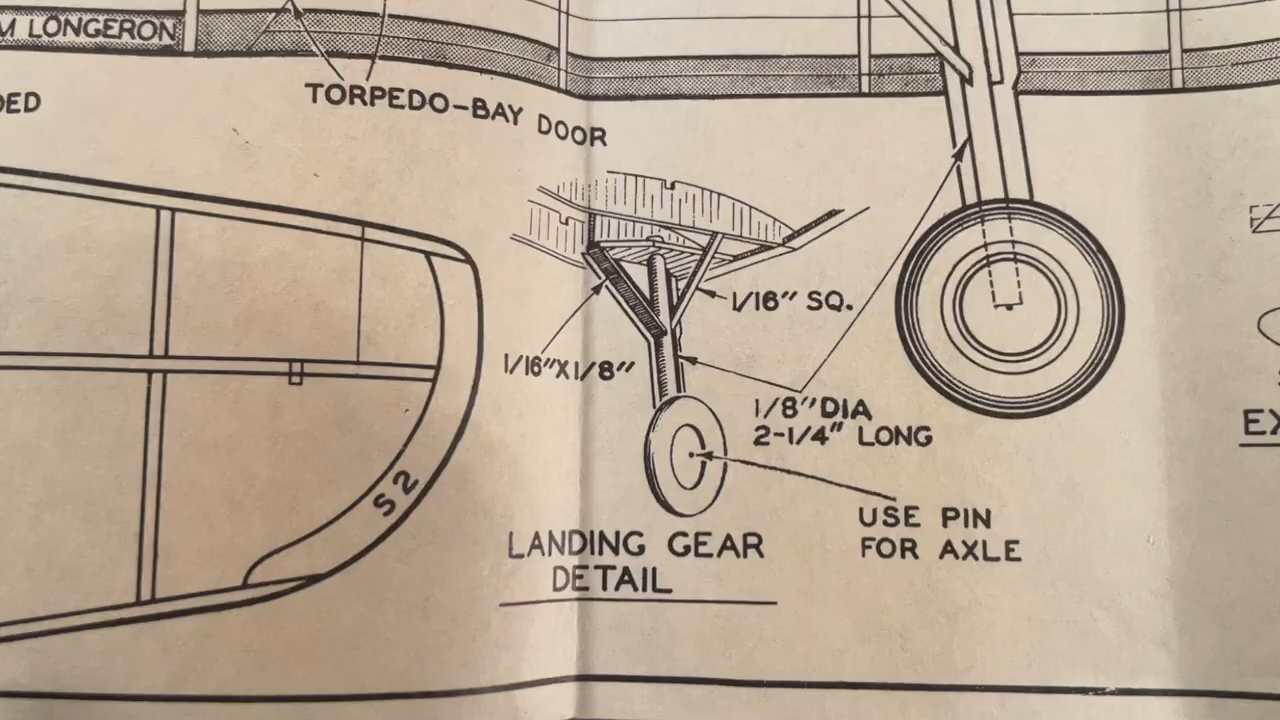 M LONGERON
TORPEDO-BAY DOOR
DED
1/16" SQ.
1/16"X1/8"
1/8" DIA
2-1/4" LONG
S2
USE PIN
FOR AXLE
LANDING GEAR
DETAIL
EX